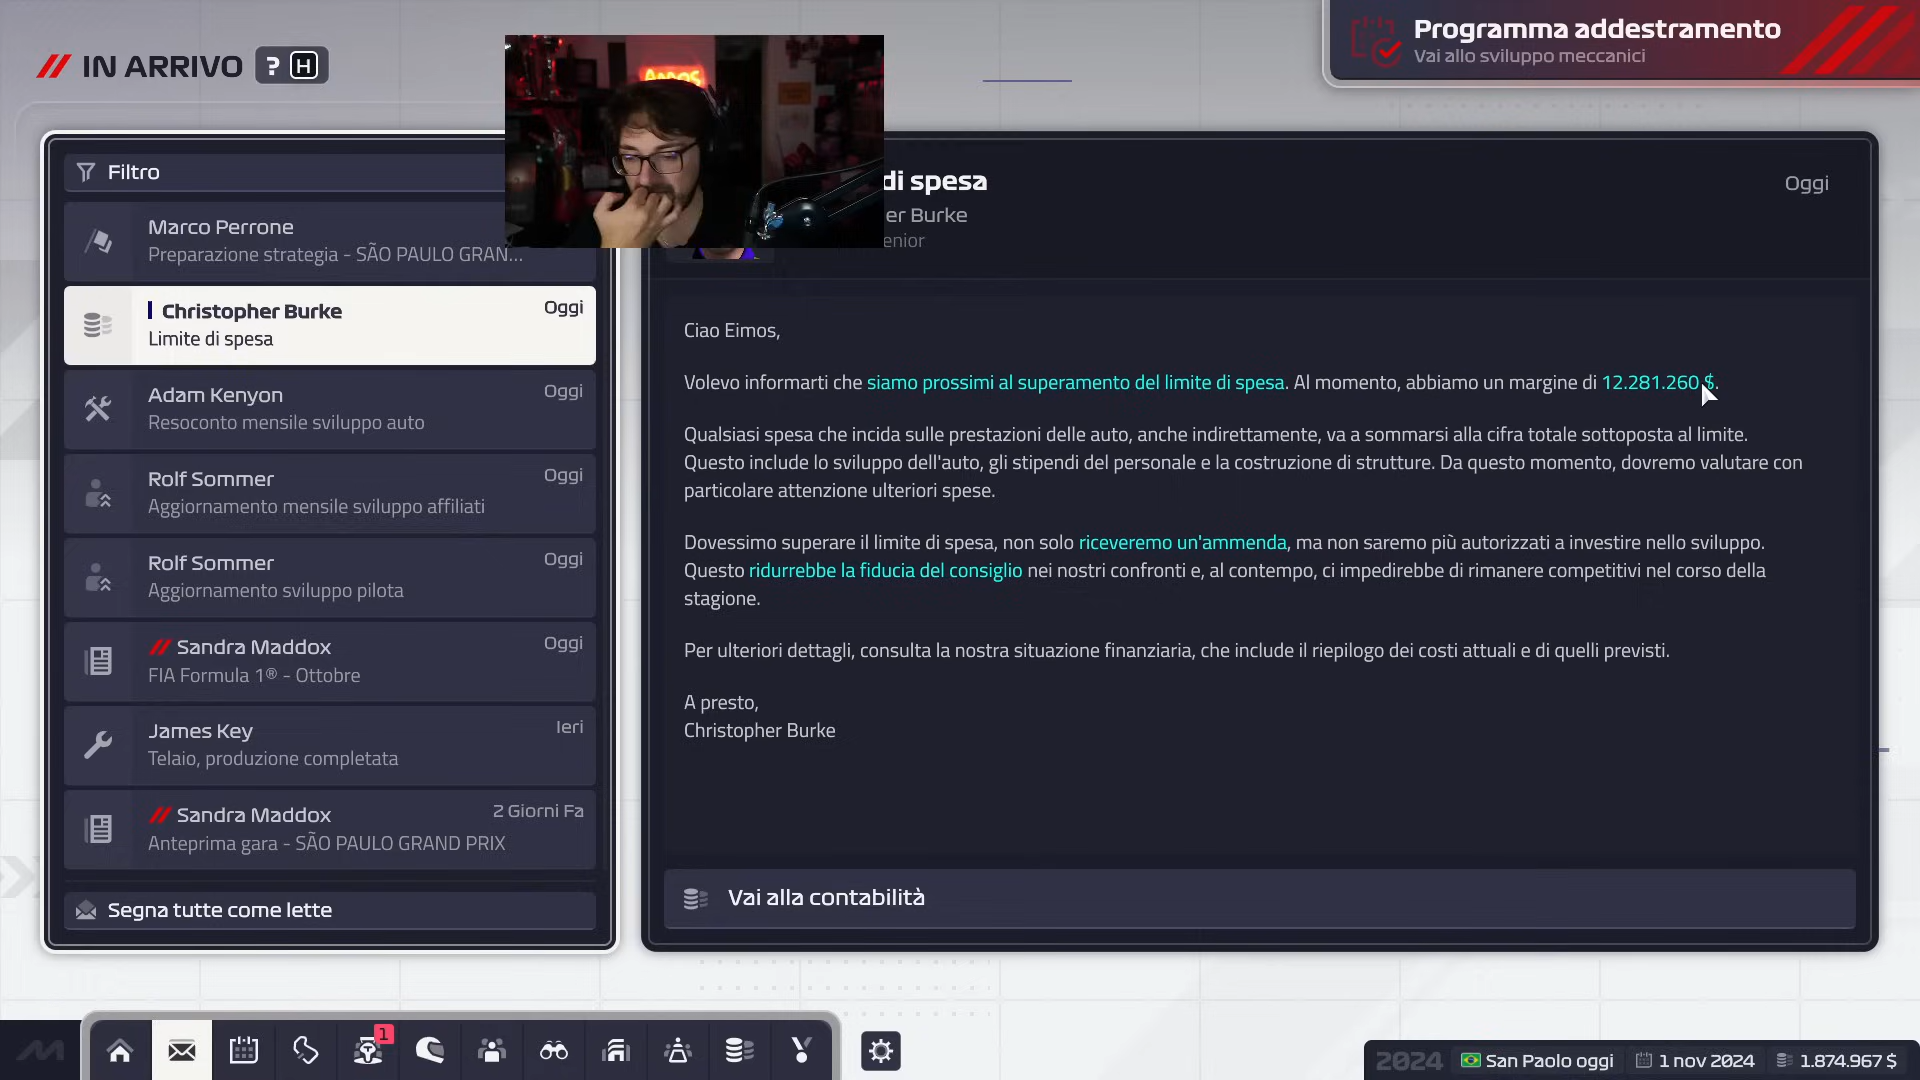 IN ARRIVO ? H
Programma addestramento
Vai allo sviluppo meccanici
Filtro
Marco Perrone
Preparazione strategia - SÃO PAULO GRAN...
Christopher Burke Oggi
Limite di spesa
Adam Kenyon Oggi
Resoconto mensile sviluppo auto
Rolf Sommer Oggi
Aggiornamento mensile sviluppo affiliati
Rolf Sommer Oggi
Aggiornamento sviluppo pilota
Sandra Maddox Oggi
FIA Formula 1® - Ottobre
James Key Ieri
Telaio, produzione completata
Sandra Maddox 2 Giorni Fa
Anteprima gara - SÃO PAULO GRAND PRIX
Segna tutte come lette
AMOS
di spesa Oggi
er Burke
enior
Ciao Eimos,
Volevo informarti che siamo prossimi al superamento del limite di spesa. Al momento, abbiamo un margine di 12.281.260 $.
Qualsiasi spesa che incida sulle prestazioni delle auto, anche indirettamente, va a sommarsi alla cifra totale sottoposta al limite.
Questo include lo sviluppo dell'auto, gli stipendi del personale e la costruzione di strutture. Da questo momento, dovremo valutare con
particolare attenzione ulteriori spese.
Dovessimo superare il limite di spesa, non solo riceveremo un'ammenda, ma non saremo più autorizzati a investire nello sviluppo.
Questo ridurrebbe la fiducia del consiglio nei nostri confronti e, al contempo, ci impedirebbe di rimanere competitivi nel corso della
stagione.
Per ulteriori dettagli, consulta la nostra situazione finanziaria, che include il riepilogo dei costi attuali e di quelli previsti.
A presto,
Christopher Burke
Vai alla contabilità
1
2024 San Paolo oggi 1 nov 2024 1.874.967 $